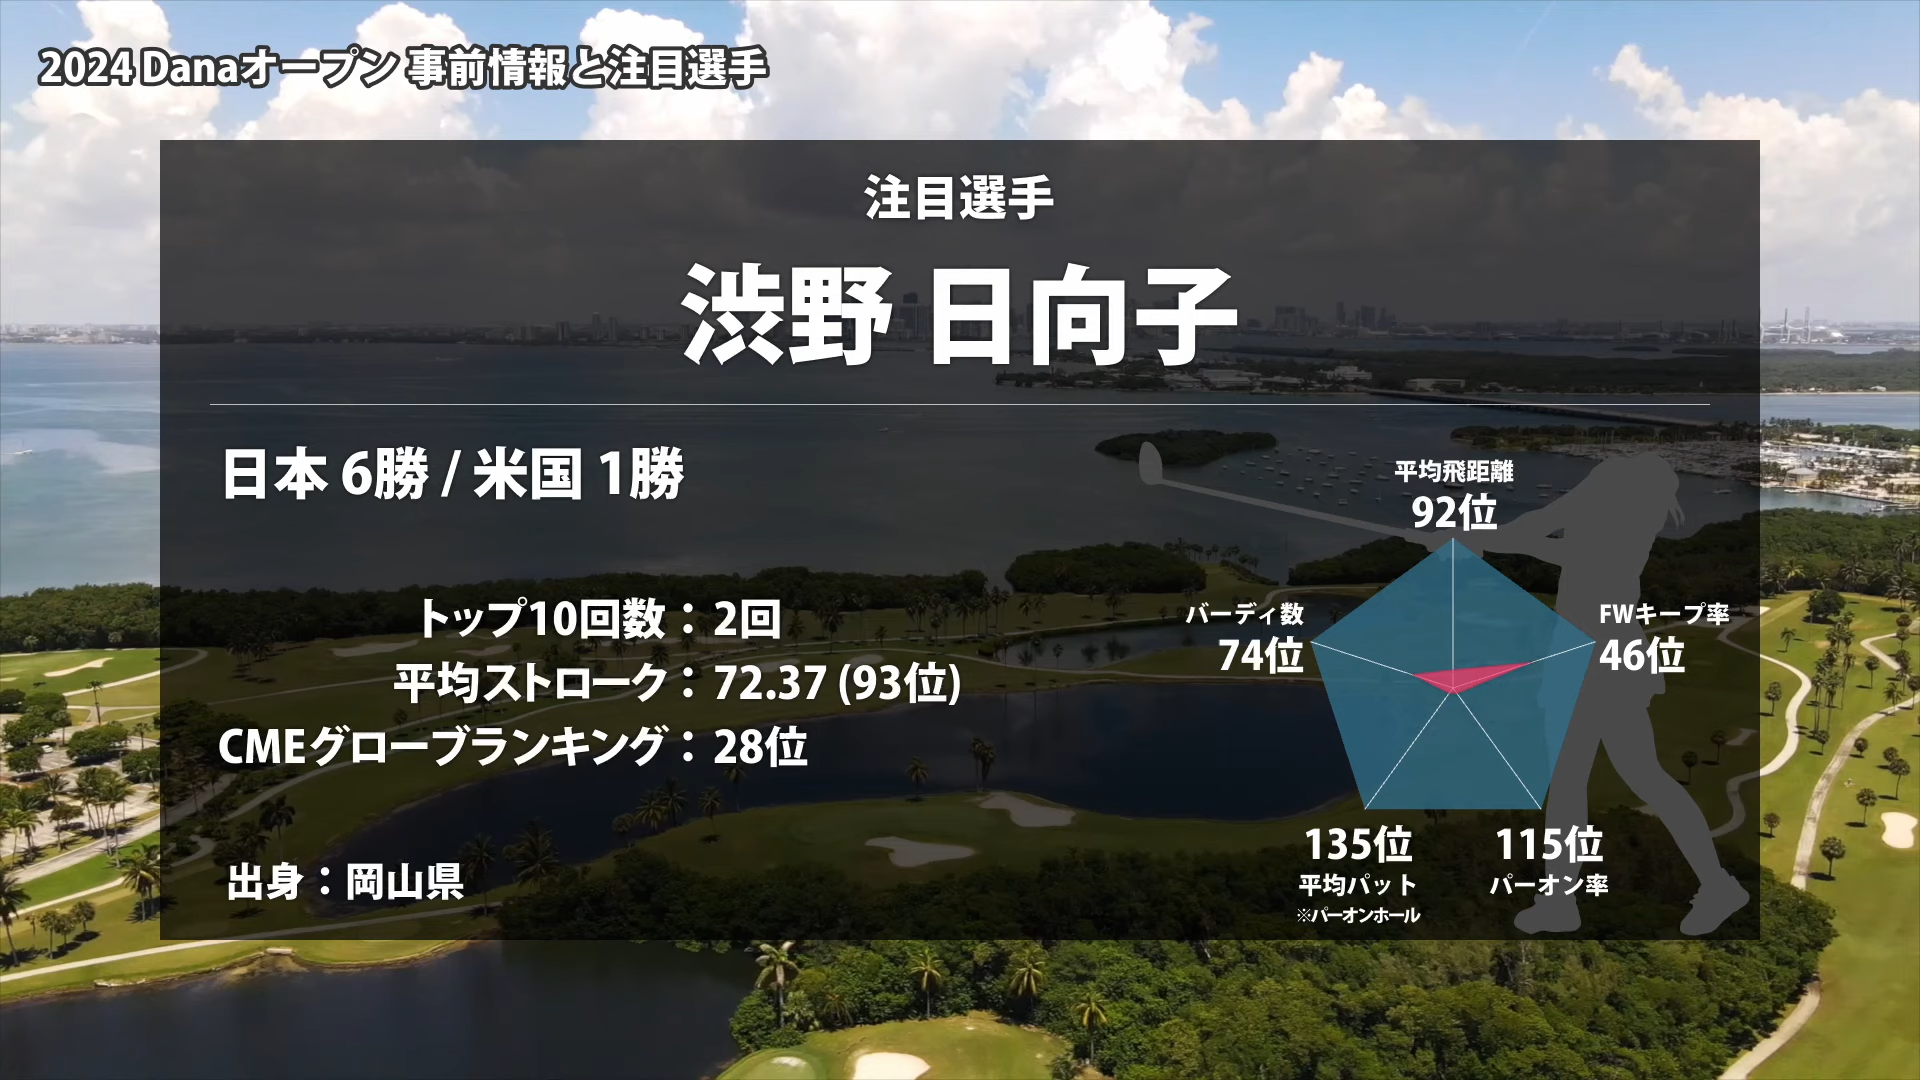 2024 Danaオープン 事前情報と注目選手
注目選手
渋野 日向子
日本 6勝 / 米国 1勝
トップ10回数：2回
平均ストローク：72.37 (93位)
CMEグローブランキング：28位
出身：岡山県
平均飛距離
92位
バーディ数
74位
FWキープ率
46位
135位
平均パット
※パーオンホール
115位
パーオン率